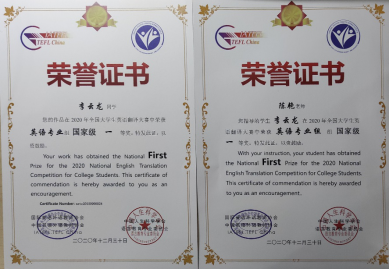 TEFL China
荣誉证书
李云龙 同学
您的作品在 2020 年全国大学生英
语翻译大赛中荣获
英语专业 组 国家级 一 等奖，特发此证，以
资鼓励。
Your work has obtained the National First
Prize for the 2020 National English Translation
Competition for College Students. This certificate of
commendation is hereby awarded to you as an
encouragement.
Certificate Number:
二〇二〇年十二月三十日
TEFL China
荣誉证书
陈艳 老师
您指导的学生 李云龙 在 2020 年全国大学生英
语翻译大赛中荣获 英语专业组 国家级
一 等奖，特发此证，以资鼓励。
With your instruction, your student has obtained
the National First Prize for the 2020 National
English Translation Competition for College Students.
This certificate of commendation is hereby awarded
to you as an encouragement.
二〇二〇年十二月三十日